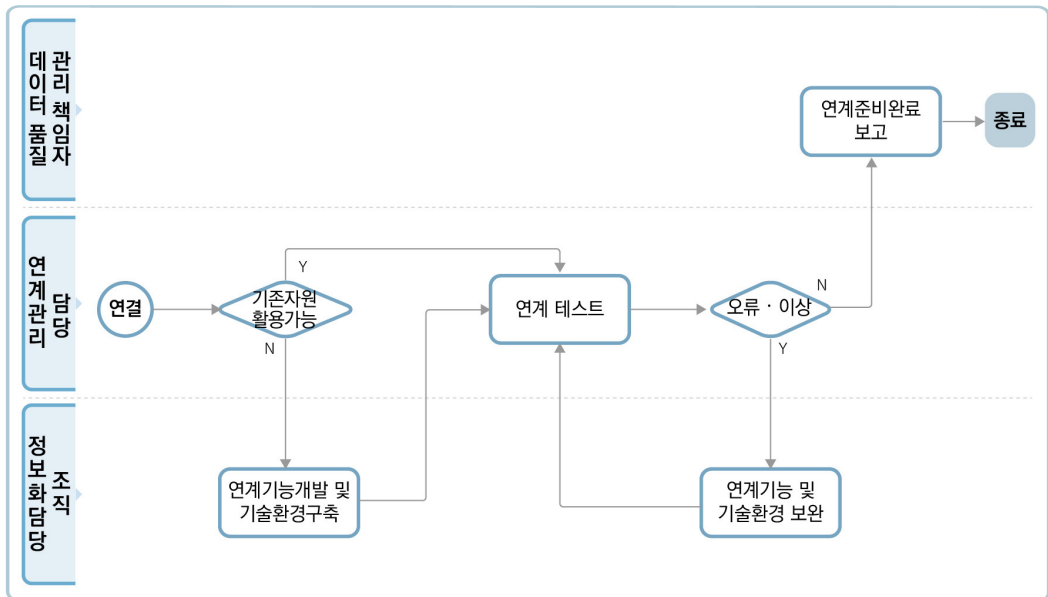 데이터 품질
관리 책임자
연계준비완료
보고
종료
연계관리
담당
연결
기존자원
활용가능
Y
N
연계 테스트
오류 · 이상
N
Y
정보화담당
조직
연계기능개발 및
기술환경구축
연계기능 및
기술환경 보완